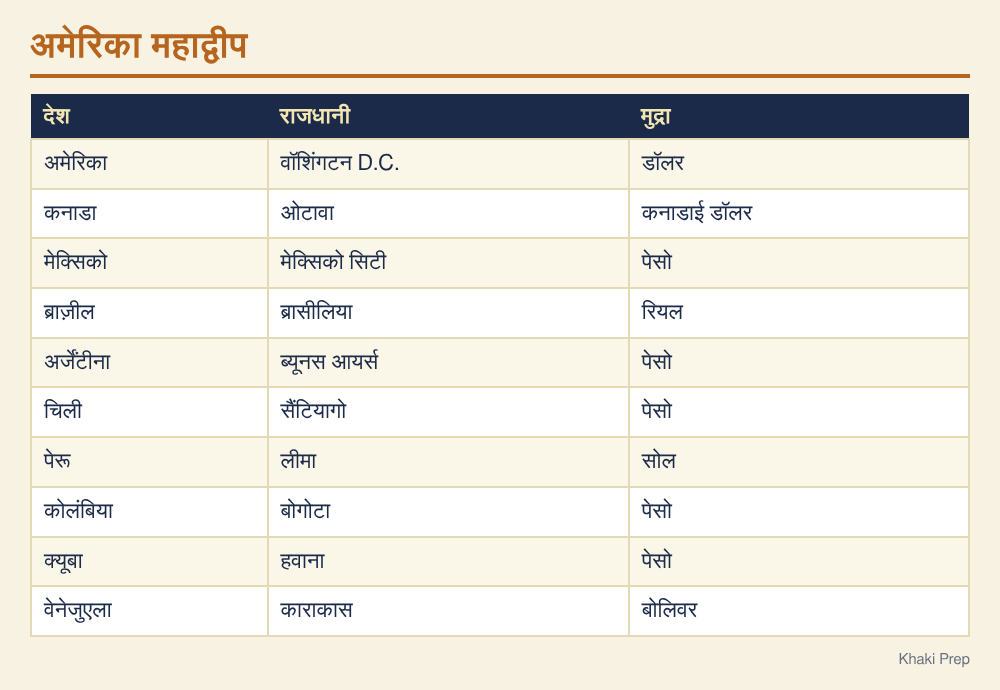 अमेरिका महाद्वीप
देश राजधानी मुद्रा
अमेरिका वॉशिंगटन D.C. डॉलर
कनाडा ओटावा कनाडाई डॉलर
मेक्सिको मेक्सिको सिटी पेसो
ब्राज़ील ब्रासीलिया रियल
अर्जेंटीना ब्यूनस आयर्स पेसो
चिली सैंटियागो पेसो
पेरू लीमा सोल
कोलंबिया बोगोटा पेसो
क्यूबा हवाना पेसो
वेनेजुएला काराकास बोलिवर
Khaki Prep